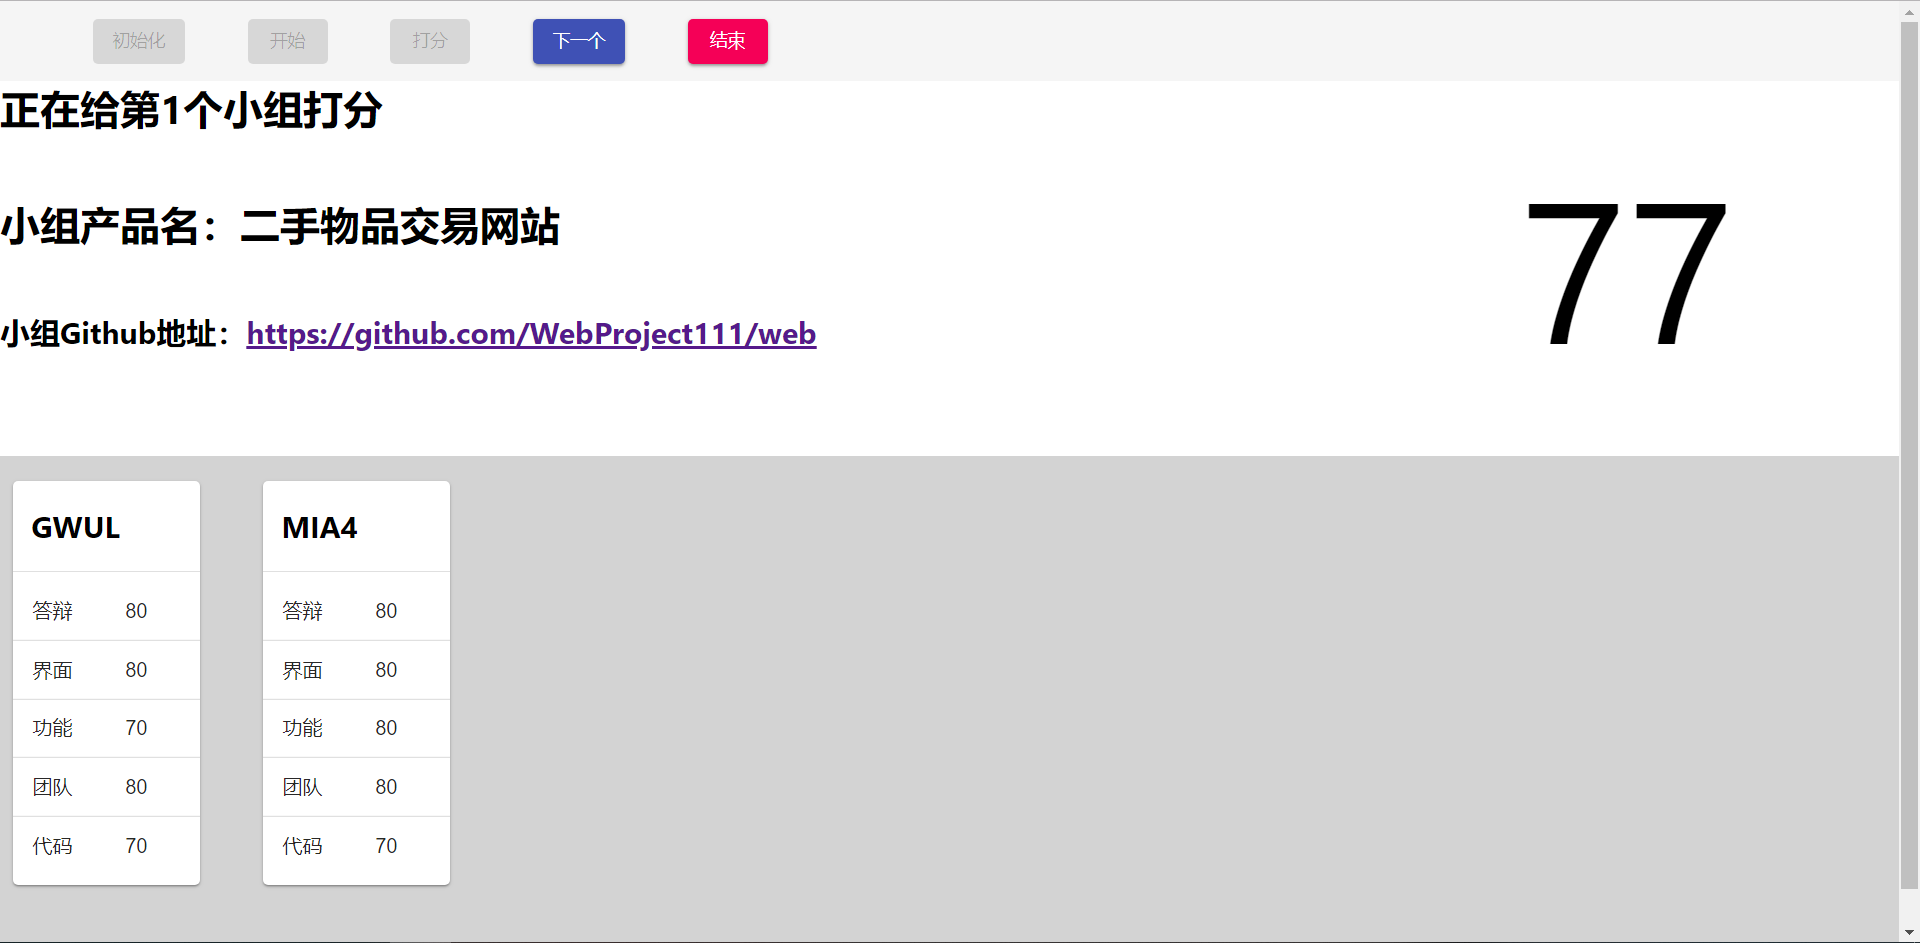 初始化 开始 打分 下一个 结束
正在给第1个小组打分
小组产品名：二手物品交易网站
77
小组Github地址：https://github.com/WebProject111/web
GWUL
答辩 80
界面 80
功能 70
团队 80
代码 70
MIA4
答辩 80
界面 80
功能 80
团队 80
代码 70